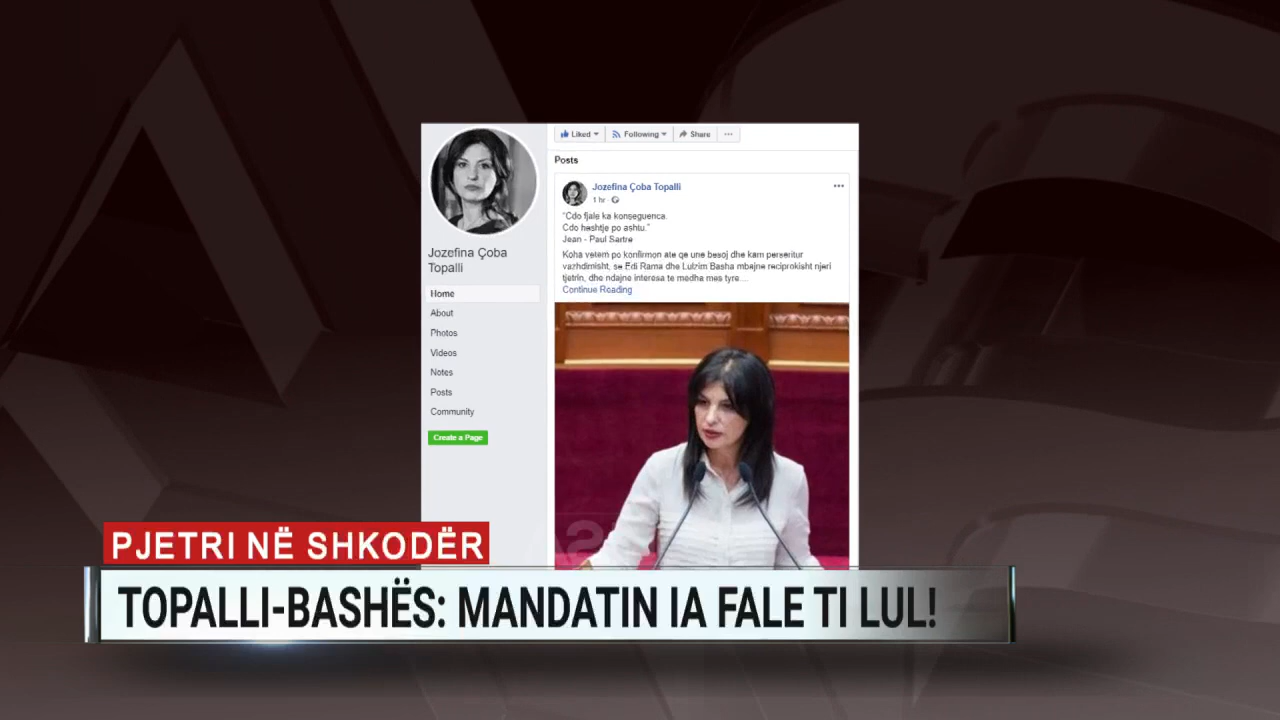 Liked
Following
Share
Posts
Jozefina Çoba Topalli
1 hr
"Cdo fjale ka konseguenca.
Cdo heshtje po ashtu."
Jean - Paul Sartre
Koha vetem po konfirmon ate qe une besoj dhe kam perseritur
vazhdimisht, se Edi Rama dhe Lulzim Basha mbajne reciprokisht njeri
tjetrin, dhe ndajne interesa te medha mes tyre...
Continue Reading
Jozefina Çoba
Topalli
Home
About
Photos
Videos
Notes
Posts
Community
Create a Page
PJETRI NË SHKODËR
TOPALLI-BASHËS: MANDATIN IA FALE TI LUL!